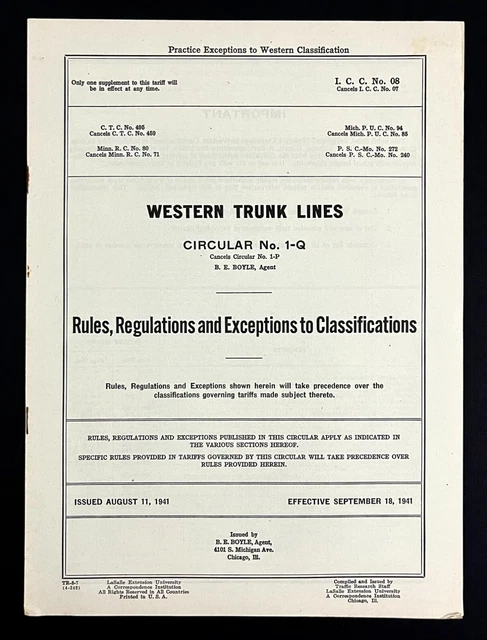 Practice Exceptions to Western Classification
Only one supplement to this tariff will
be in effect at any time.
I. C. C. No. 08
Cancels I. C. C. No. 07
C. T. C. No. 495
Cancels C. T. C. No. 459
Minn. R. C. No. 80
Cancels Minn. R. C. No. 71
Mich. P. U. C. No. 94
Cancels Mich. P. U. C. No. 85
P. S. C.-Mo. No. 272
Cancels P. S. C.-Mo. No. 240
WESTERN TRUNK LINES
CIRCULAR No. 1-Q
Cancels Circular No. 1-P
B. E. BOYLE, Agent
Rules, Regulations and Exceptions to Classifications
Rules, Regulations and Exceptions shown herein will take precedence over the
classifications governing tariffs made subject thereto.
RULES, REGULATIONS AND EXCEPTIONS PUBLISHED IN THIS CIRCULAR APPLY AS INDICATED IN
THE VARIOUS SECTIONS HEREOF.
SPECIFIC RULES PROVIDED IN TARIFFS GOVERNED BY THIS CIRCULAR WILL TAKE PRECEDENCE OVER
RULES PROVIDED HEREIN.
ISSUED AUGUST 11, 1941
EFFECTIVE SEPTEMBER 18, 1941
Issued by
B. E. BOYLE, Agent,
4101 S. Michigan Ave.
Chicago, Ill.
TR-8-7
LaSalle Extension University
A Correspondence Institution
All Rights Reserved in All Countries
Printed in U. S. A.
Compiled and Issued by
Traffic Research Staff
LaSalle Extension University
A Correspondence Institution
Chicago, Ill.